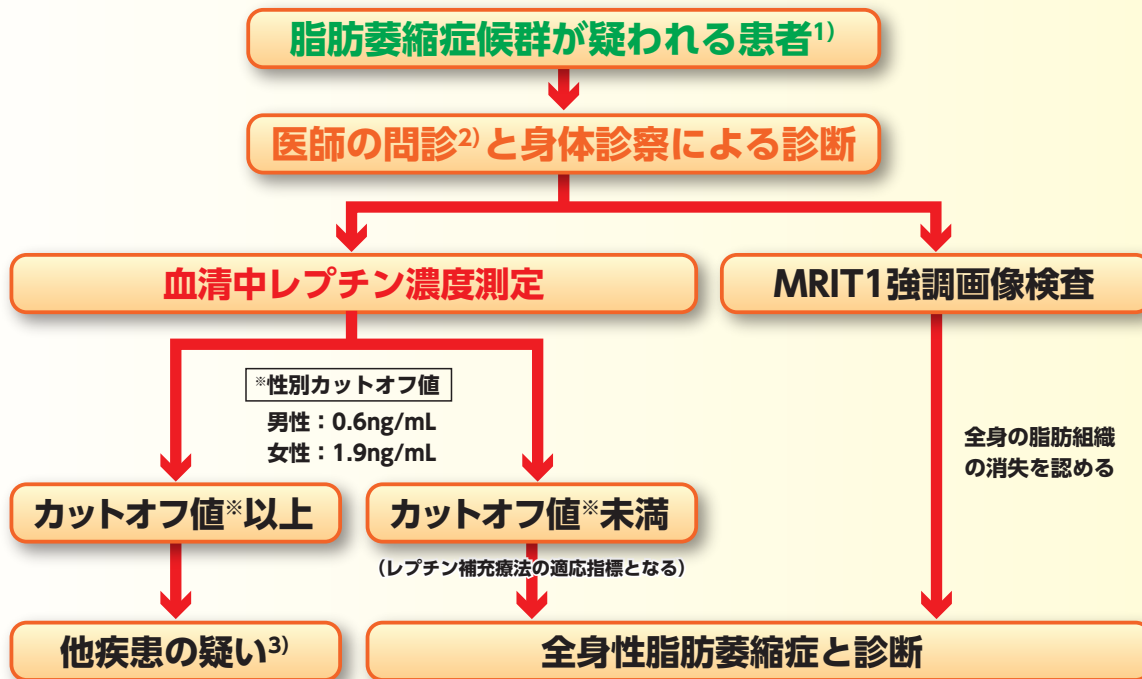 脂肪萎縮症候群が疑われる患者1)
医師の問診2)と身体診察による診断
血清中レプチン濃度測定
MRIT1強調画像検査
※性別カットオフ値
男性：0.6ng/mL
女性：1.9ng/mL
全身の脂肪組織
の消失を認める
カットオフ値※以上
カットオフ値※未満
（レプチン補充療法の適応指標となる）
他疾患の疑い3)
全身性脂肪萎縮症と診断